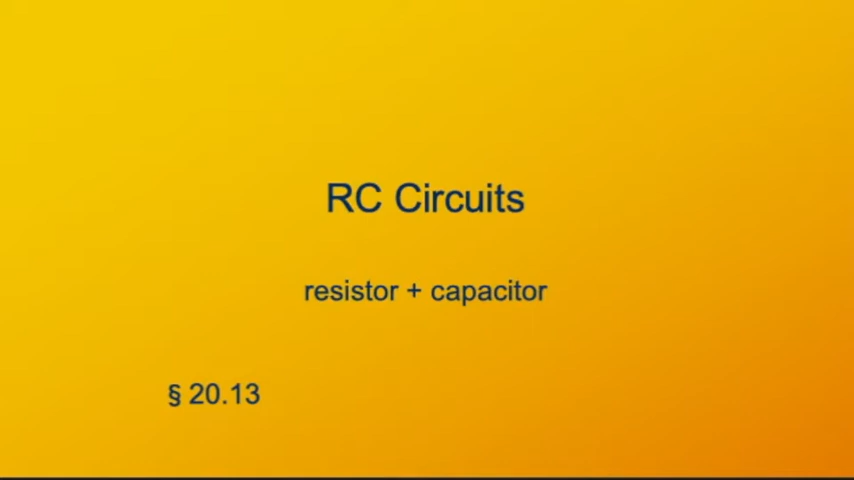 RC Circuits
resistor + capacitor
§ 20.13